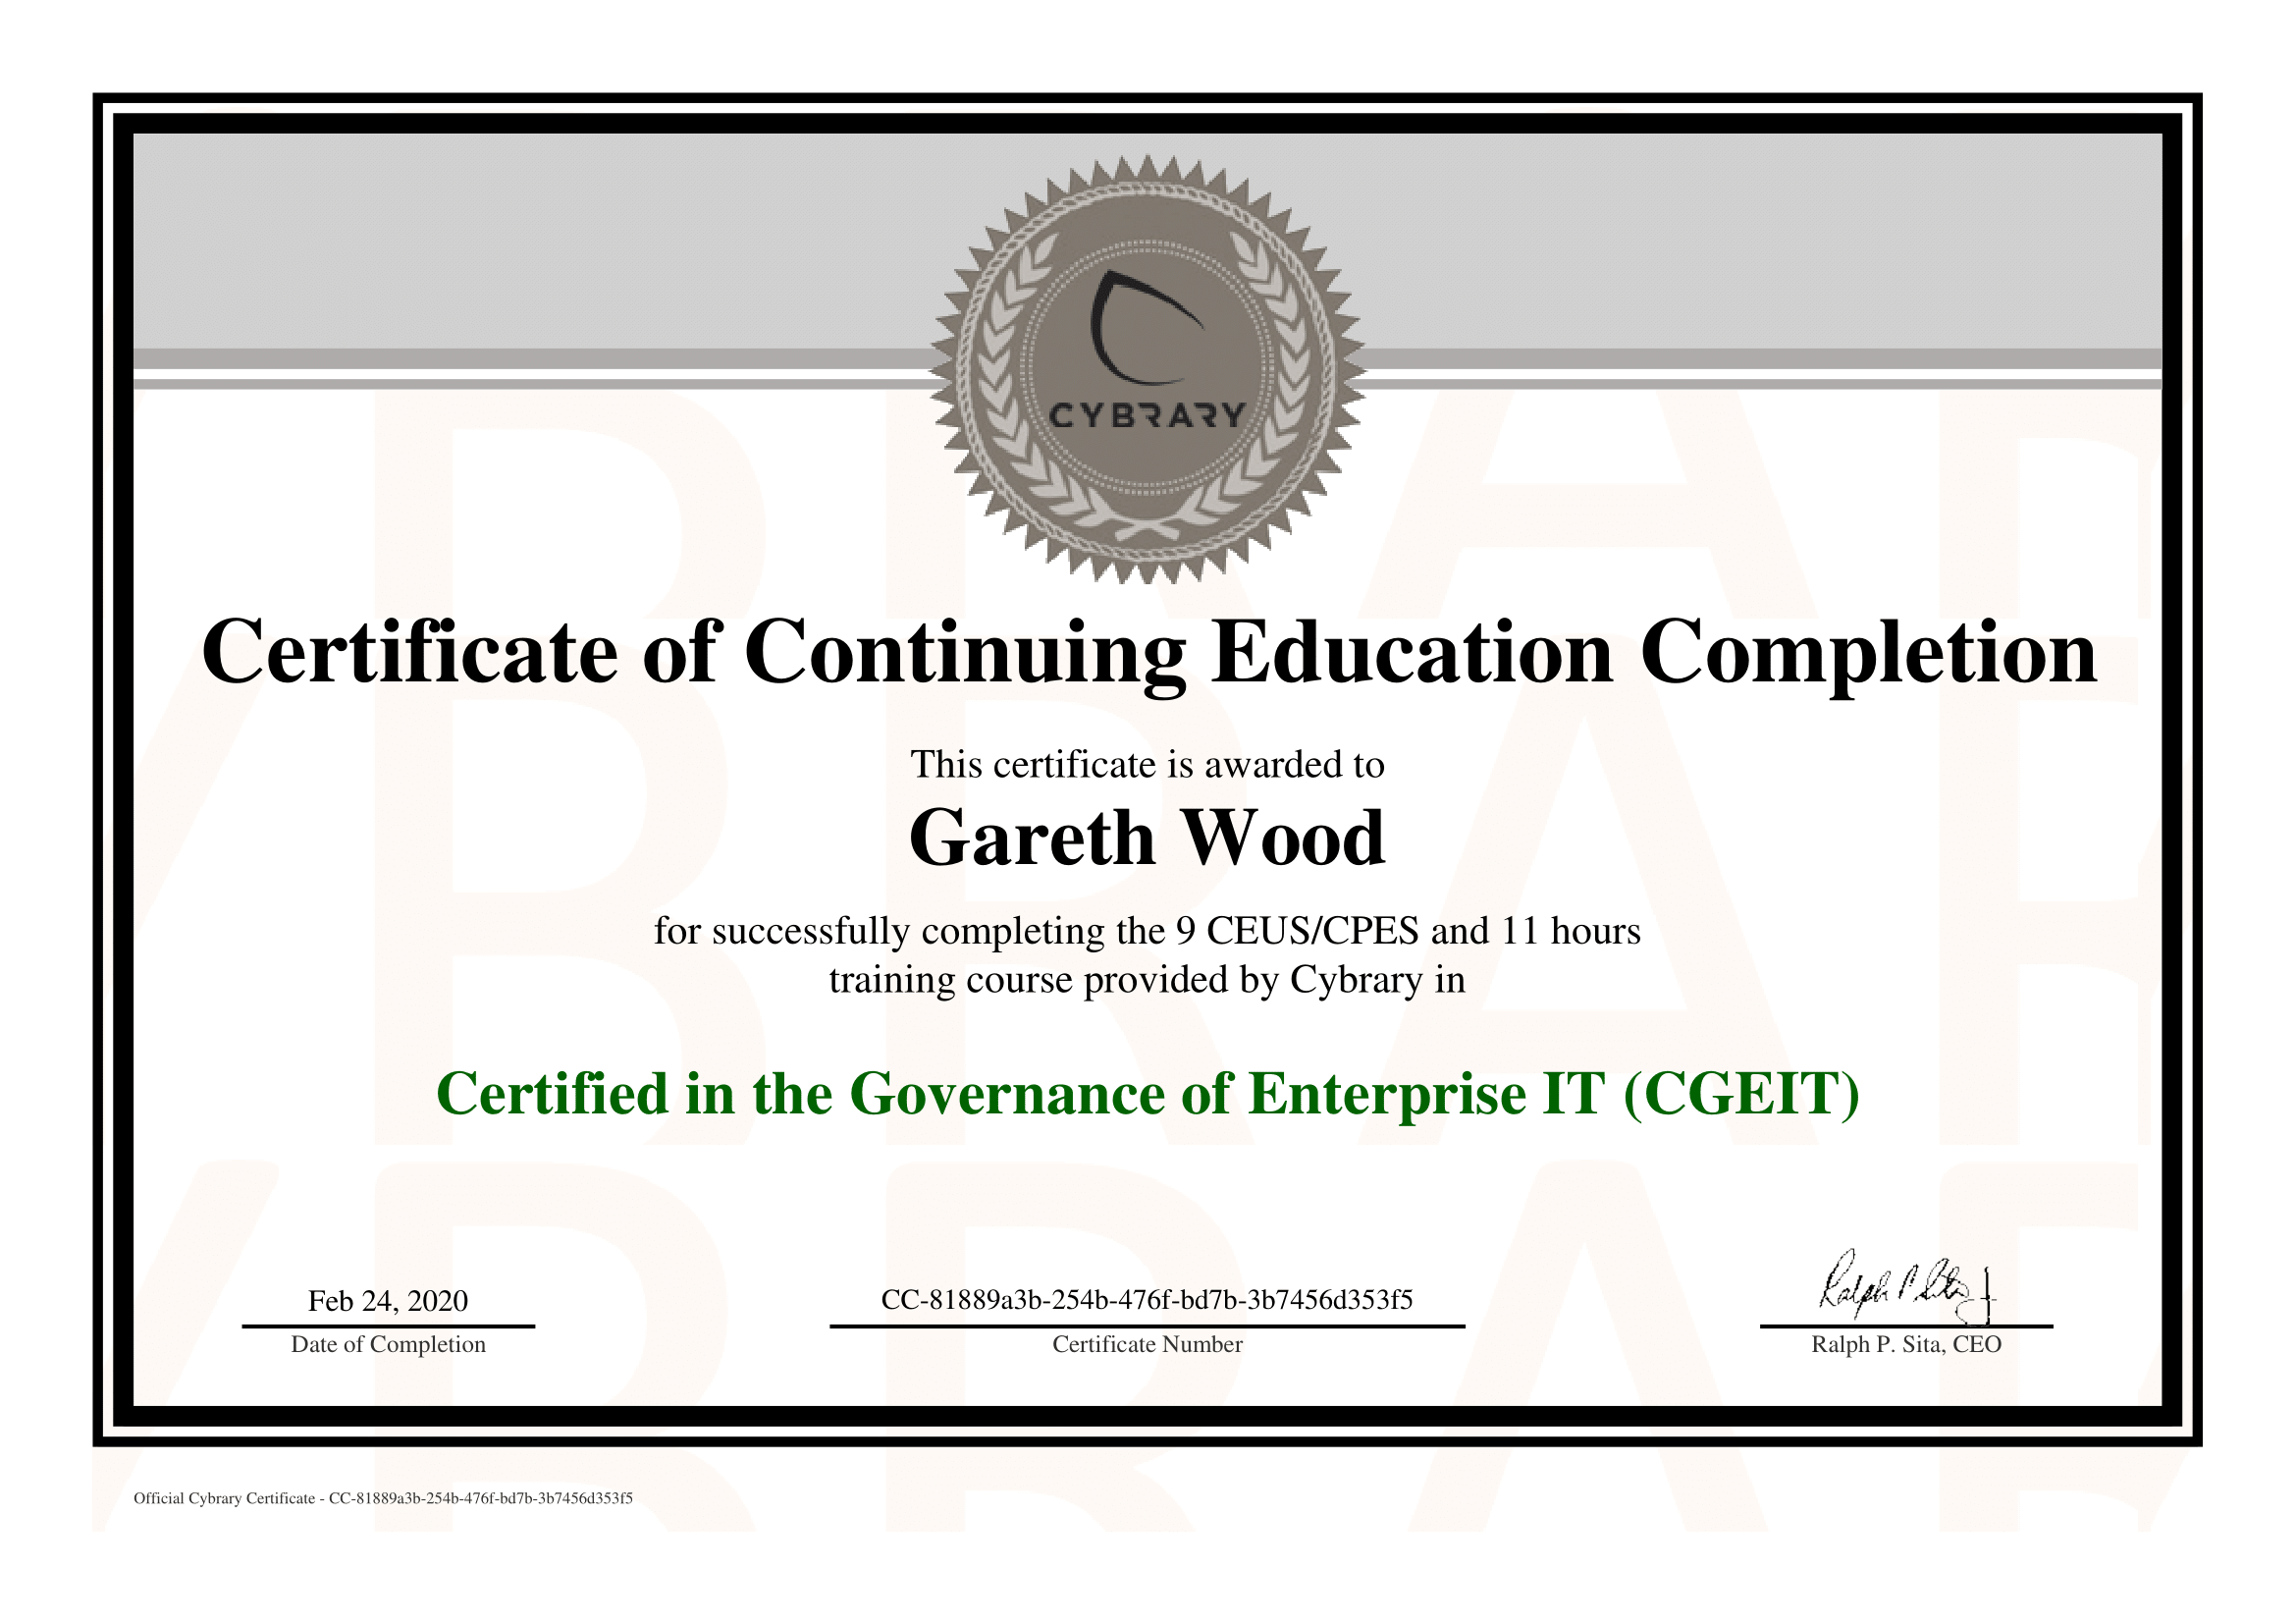 CYBRARY
Certificate of Continuing Education Completion
This certificate is awarded to
Gareth Wood
for successfully completing the 9 CEUS/CPES and 11 hours
training course provided by Cybrary in
Certified in the Governance of Enterprise IT (CGEIT)
Feb 24, 2020
Date of Completion
CC-81889a3b-254b-476f-bd7b-3b7456d353f5
Certificate Number
Ralph P. Sita
Ralph P. Sita, CEO
Official Cybrary Certificate - CC-81889a3b-254b-476f-bd7b-3b7456d353f5